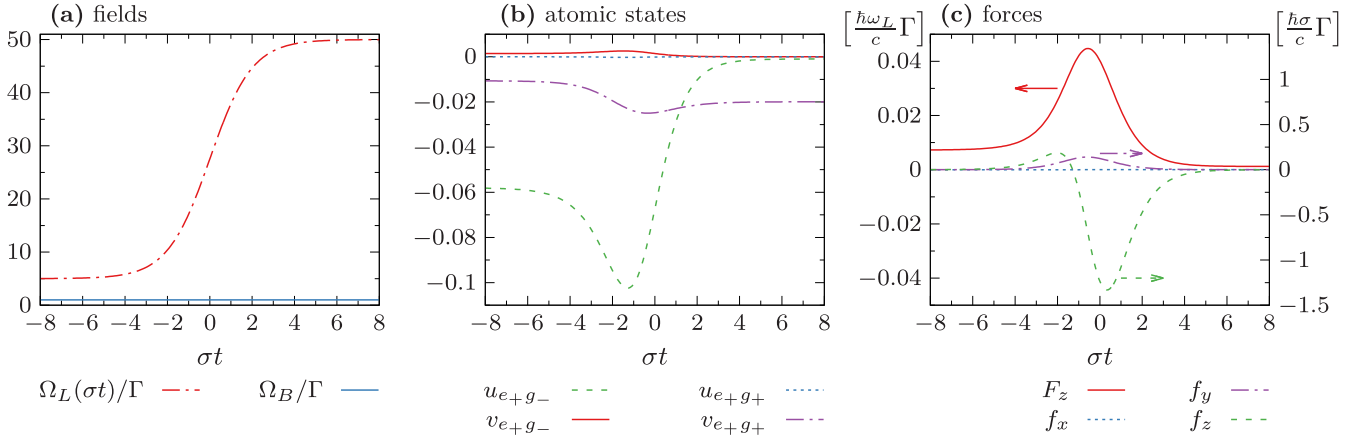 (a) fields
50
40
30
20
10
0
−8 −6 −4 −2 0 2 4 6 8
σt
Ω_L(σt)/Γ Ω_B/Γ
(b) atomic states
0
−0.02
−0.04
−0.06
−0.08
−0.1
−8 −6 −4 −2 0 2 4 6 8
σt
u_{e+g−} u_{e+g+}
v_{e+g−} v_{e+g+}
[ħω_L/c Γ] (c) forces [ħσ/c Γ]
0.04
0.02
0
−0.02
−0.04
1
0.5
0
−0.5
−1
−1.5
−8 −6 −4 −2 0 2 4 6 8
σt
F_z f_y
f_x f_z